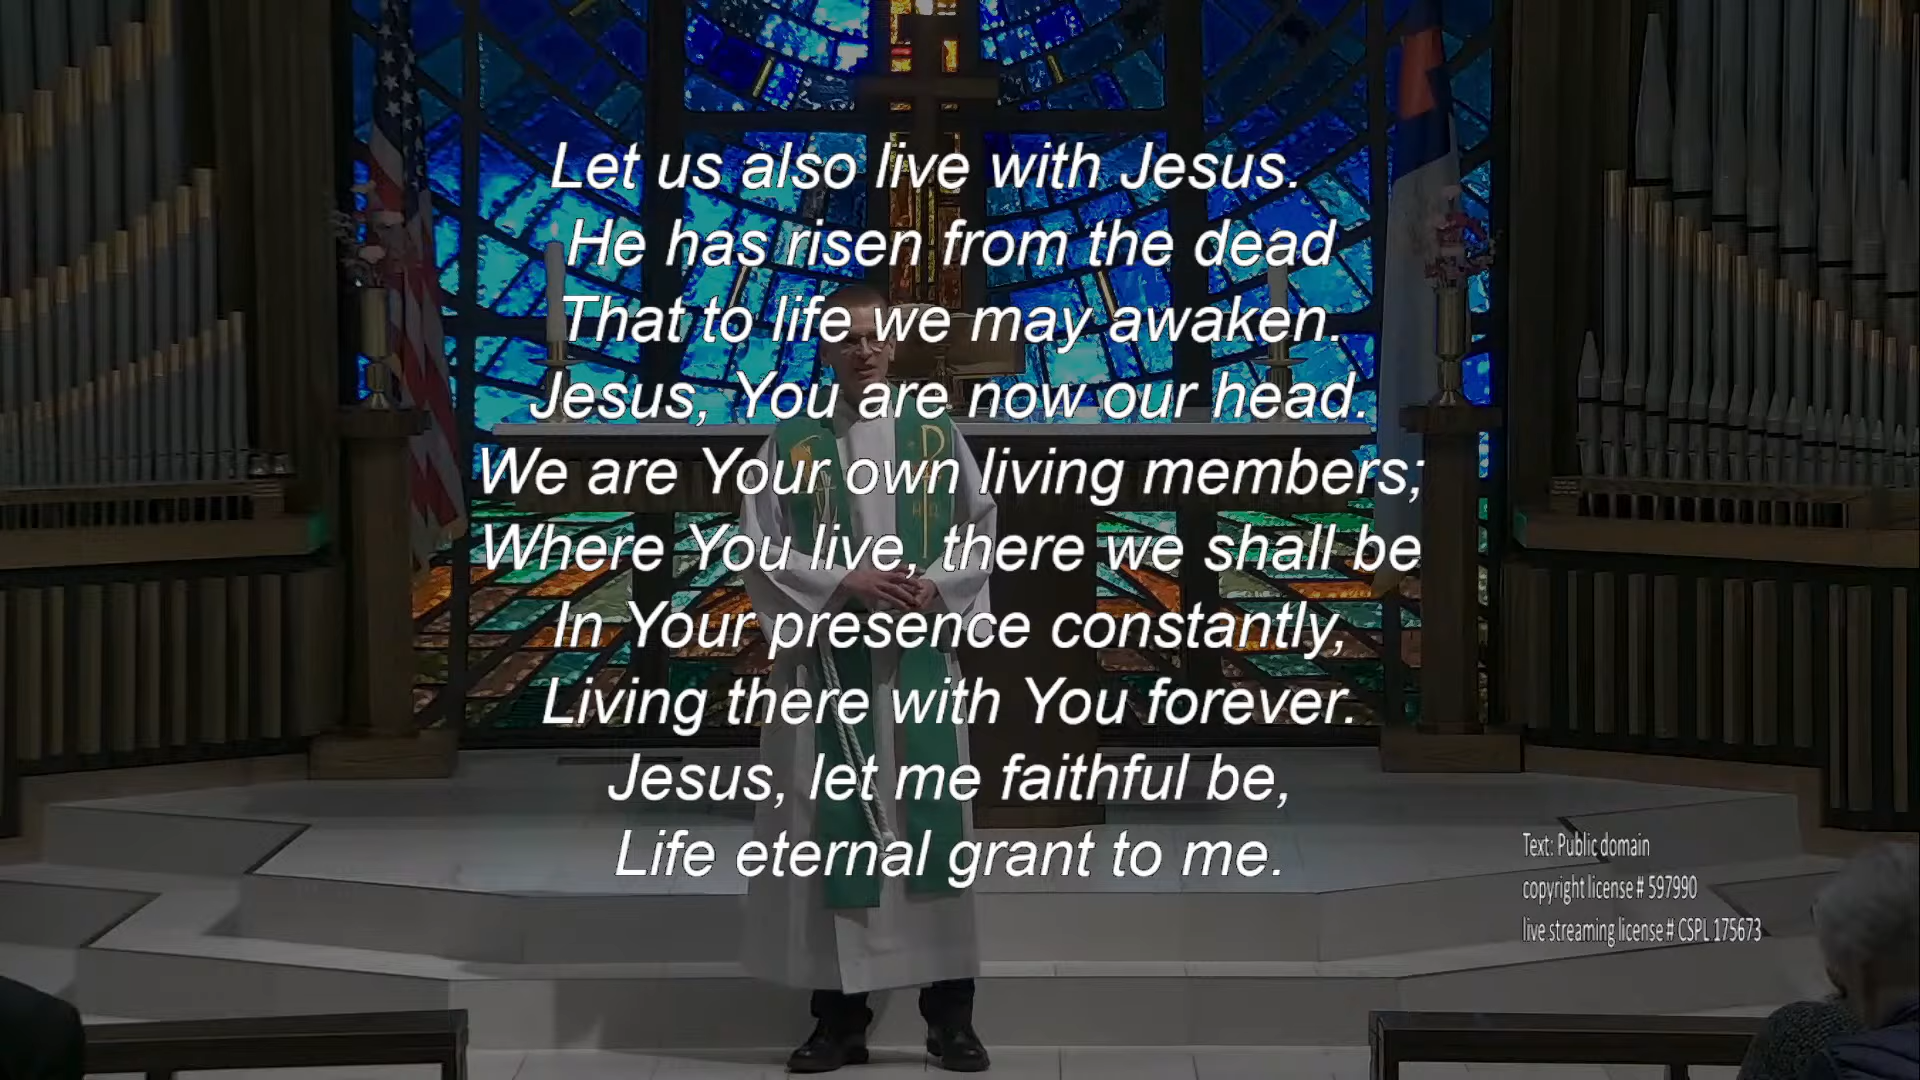 Let us also live with Jesus.
He has risen from the dead
That to life we may awaken.
Jesus, You are now our head.
We are Your own living members;
Where You live, there we shall be
In Your presence constantly,
Living there with You forever.
Jesus, let me faithful be,
Life eternal grant to me.
Text: Public domain
copyright license # 597990
live streaming license # CSPL 175673